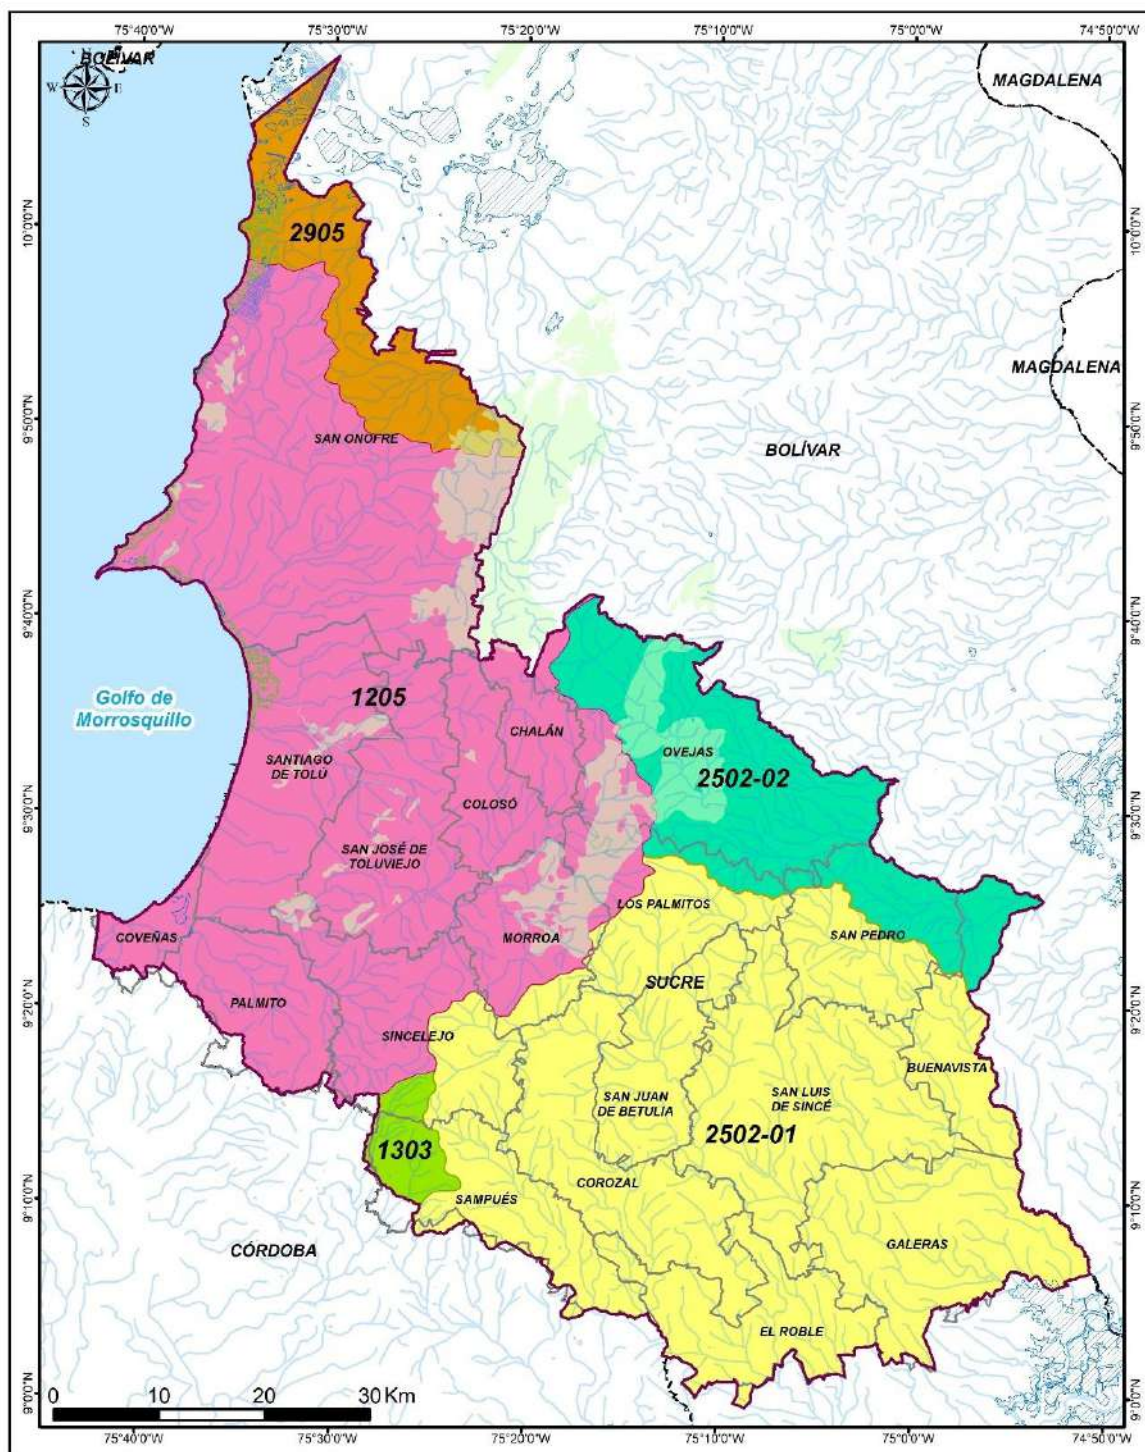 75°40'0"W 75°30'0"W 75°20'0"W 75°10'0"W 75°0'0"W 74°50'0"W
BOLÍVAR
N
W E
S
MAGDALENA
10°0'0"N
10°0'0"N
2905
MAGDALENA
9°50'0"N
9°50'0"N
SAN ONOFRE
BOLÍVAR
9°40'0"N
9°40'0"N
Golfo de
Morrosquillo
1205
CHALÁN
SANTIAGO
DE TOLÚ
OVEJAS
2502-02
COLOSÓ
9°30'0"N
9°30'0"N
SAN JOSÉ DE
TOLUVIEJO
LOS PALMITOS
COVEÑAS
MORROA
SAN PEDRO
SUCRE
PALMITO
9°20'0"N
9°20'0"N
SINCELEJO
BUENAVISTA
SAN JUAN
DE BETULIA
SAN LUIS
DE SINCÉ
2502-01
1303
COROZAL
SAMPUÉS
9°10'0"N
9°10'0"N
CÓRDOBA
GALERAS
EL ROBLE
0 10 20 30 Km
9°0'0"N
9°0'0"N
75°40'0"W 75°30'0"W 75°20'0"W 75°10'0"W 75°0'0"W 74°50'0"W